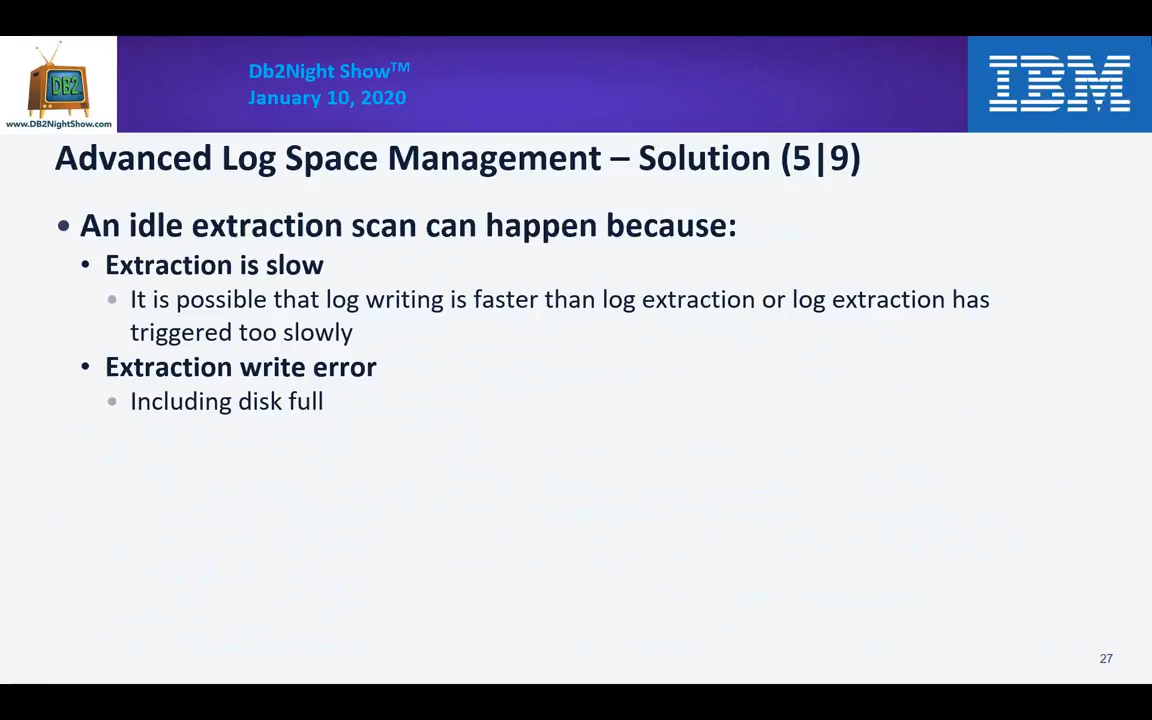 DB2
www.DB2NightShow.com
Db2Night Show™
January 10, 2020
IBM
Advanced Log Space Management – Solution (5|9)
• An idle extraction scan can happen because:
• Extraction is slow
• It is possible that log writing is faster than log extraction or log extraction has
triggered too slowly
• Extraction write error
• Including disk full
27